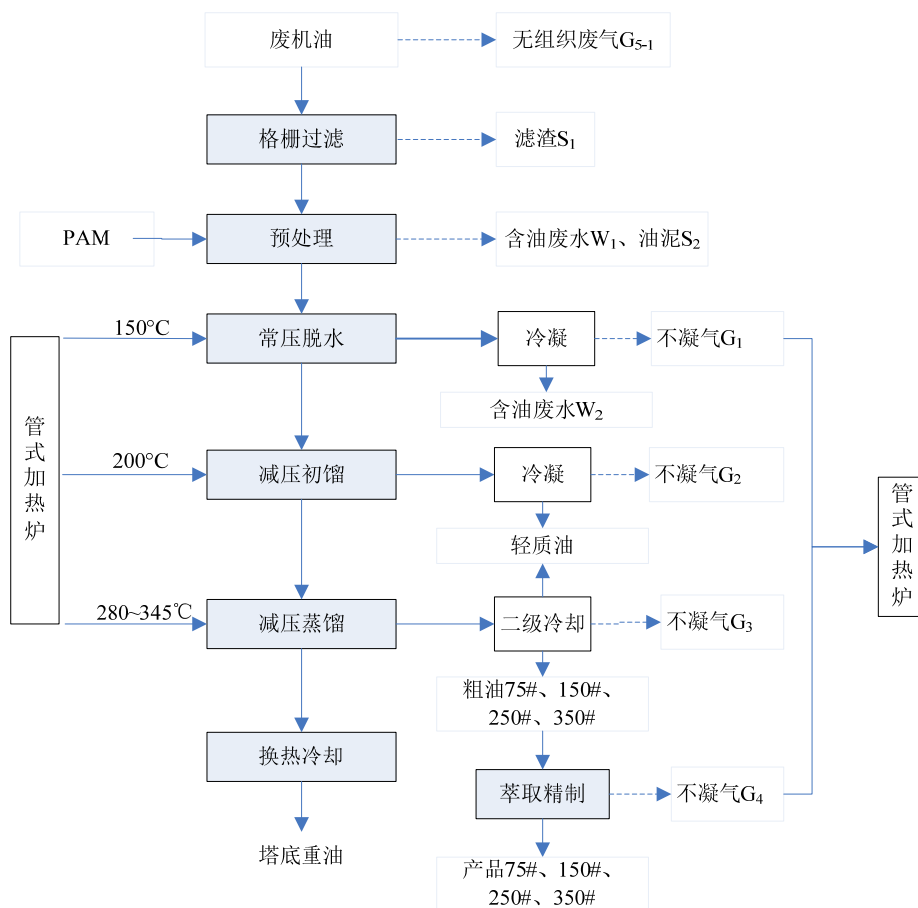 废机油
无组织废气G5-1
格栅过滤
滤渣S1
PAM
预处理
含油废水W1、油泥S2
150°C
常压脱水
冷凝
不凝气G1
含油废水W2
管式加热炉
200°C
减压初馏
冷凝
不凝气G2
管式加热炉
轻质油
280~345℃
减压蒸馏
二级冷却
不凝气G3
粗油75#、150#、
250#、350#
换热冷却
萃取精制
不凝气G4
塔底重油
产品75#、150#、
250#、350#